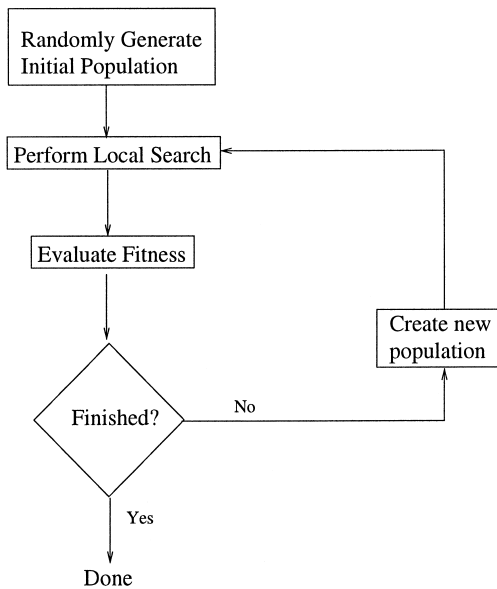 Randomly Generate
Initial Population
Perform Local Search
Evaluate Fitness
Create new
population
Finished?
No
Yes
Done